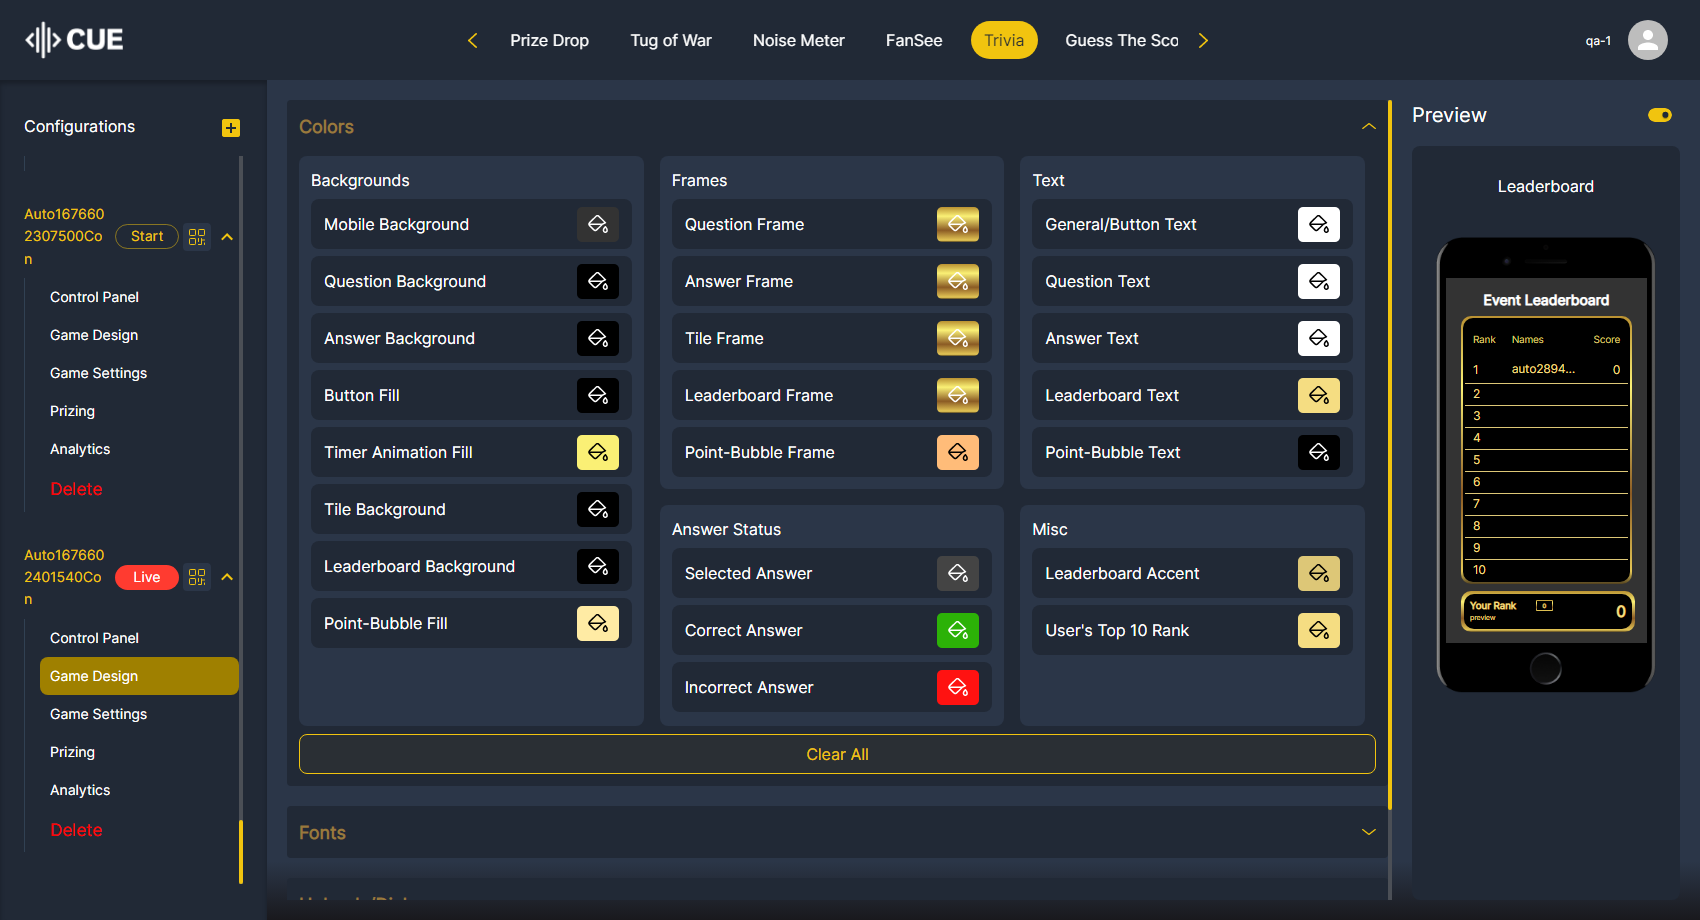 CUE
Prize Drop
Tug of War
Noise Meter
FanSee
Trivia
Guess The Sco
qa-1
Configurations
Auto167660
2307500Co
n
Start
Control Panel
Game Design
Game Settings
Prizing
Analytics
Delete
Auto167660
2401540Co
n
Live
Control Panel
Game Design
Game Settings
Prizing
Analytics
Delete
Colors
Backgrounds
Mobile Background
Question Background
Answer Background
Button Fill
Timer Animation Fill
Tile Background
Leaderboard Background
Point-Bubble Fill
Frames
Question Frame
Answer Frame
Tile Frame
Leaderboard Frame
Point-Bubble Frame
Text
General/Button Text
Question Text
Answer Text
Leaderboard Text
Point-Bubble Text
Answer Status
Selected Answer
Correct Answer
Incorrect Answer
Misc
Leaderboard Accent
User's Top 10 Rank
Clear All
Fonts
Preview
Leaderboard
Event Leaderboard
Rank Names Score
1 auto2894... 0
2
3
4
5
6
7
8
9
10
Your Rank 0 0
preview